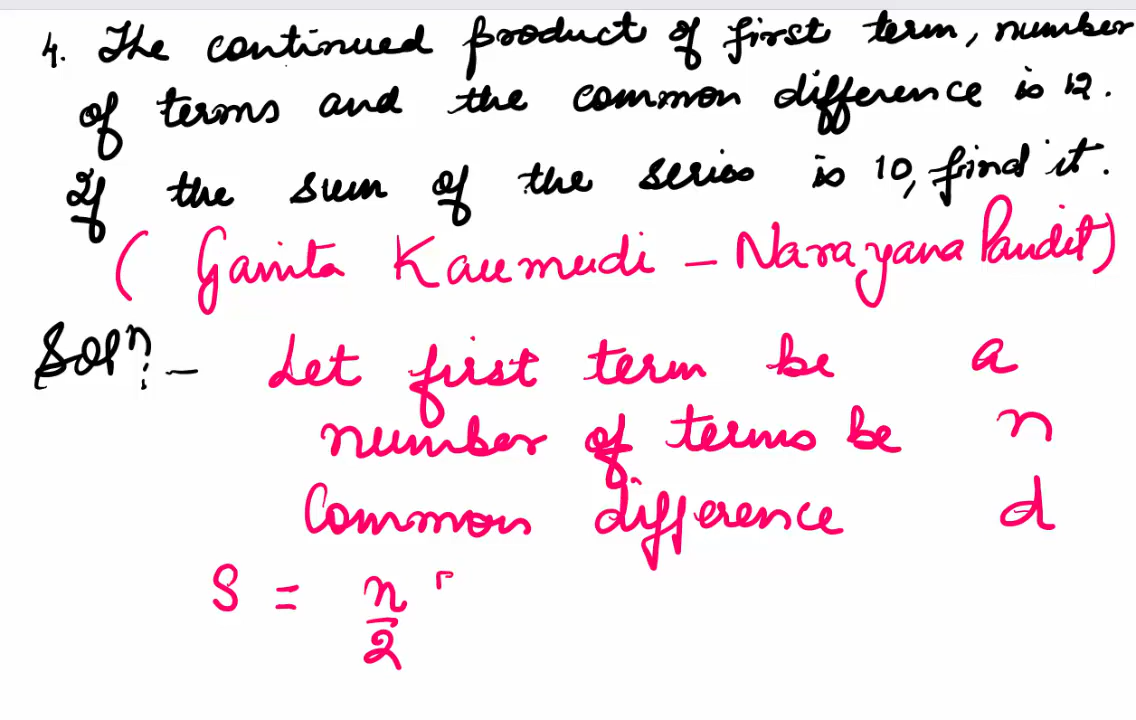 4. The continued product of first term, number
of terms and the common difference is 12.
If the sum of the series is 10, find it.
(Ganita Kaumudi - Narayana Pandit)
Solⁿ:- Let first term be a
number of terms be n
Common difference d
S = n/2 [